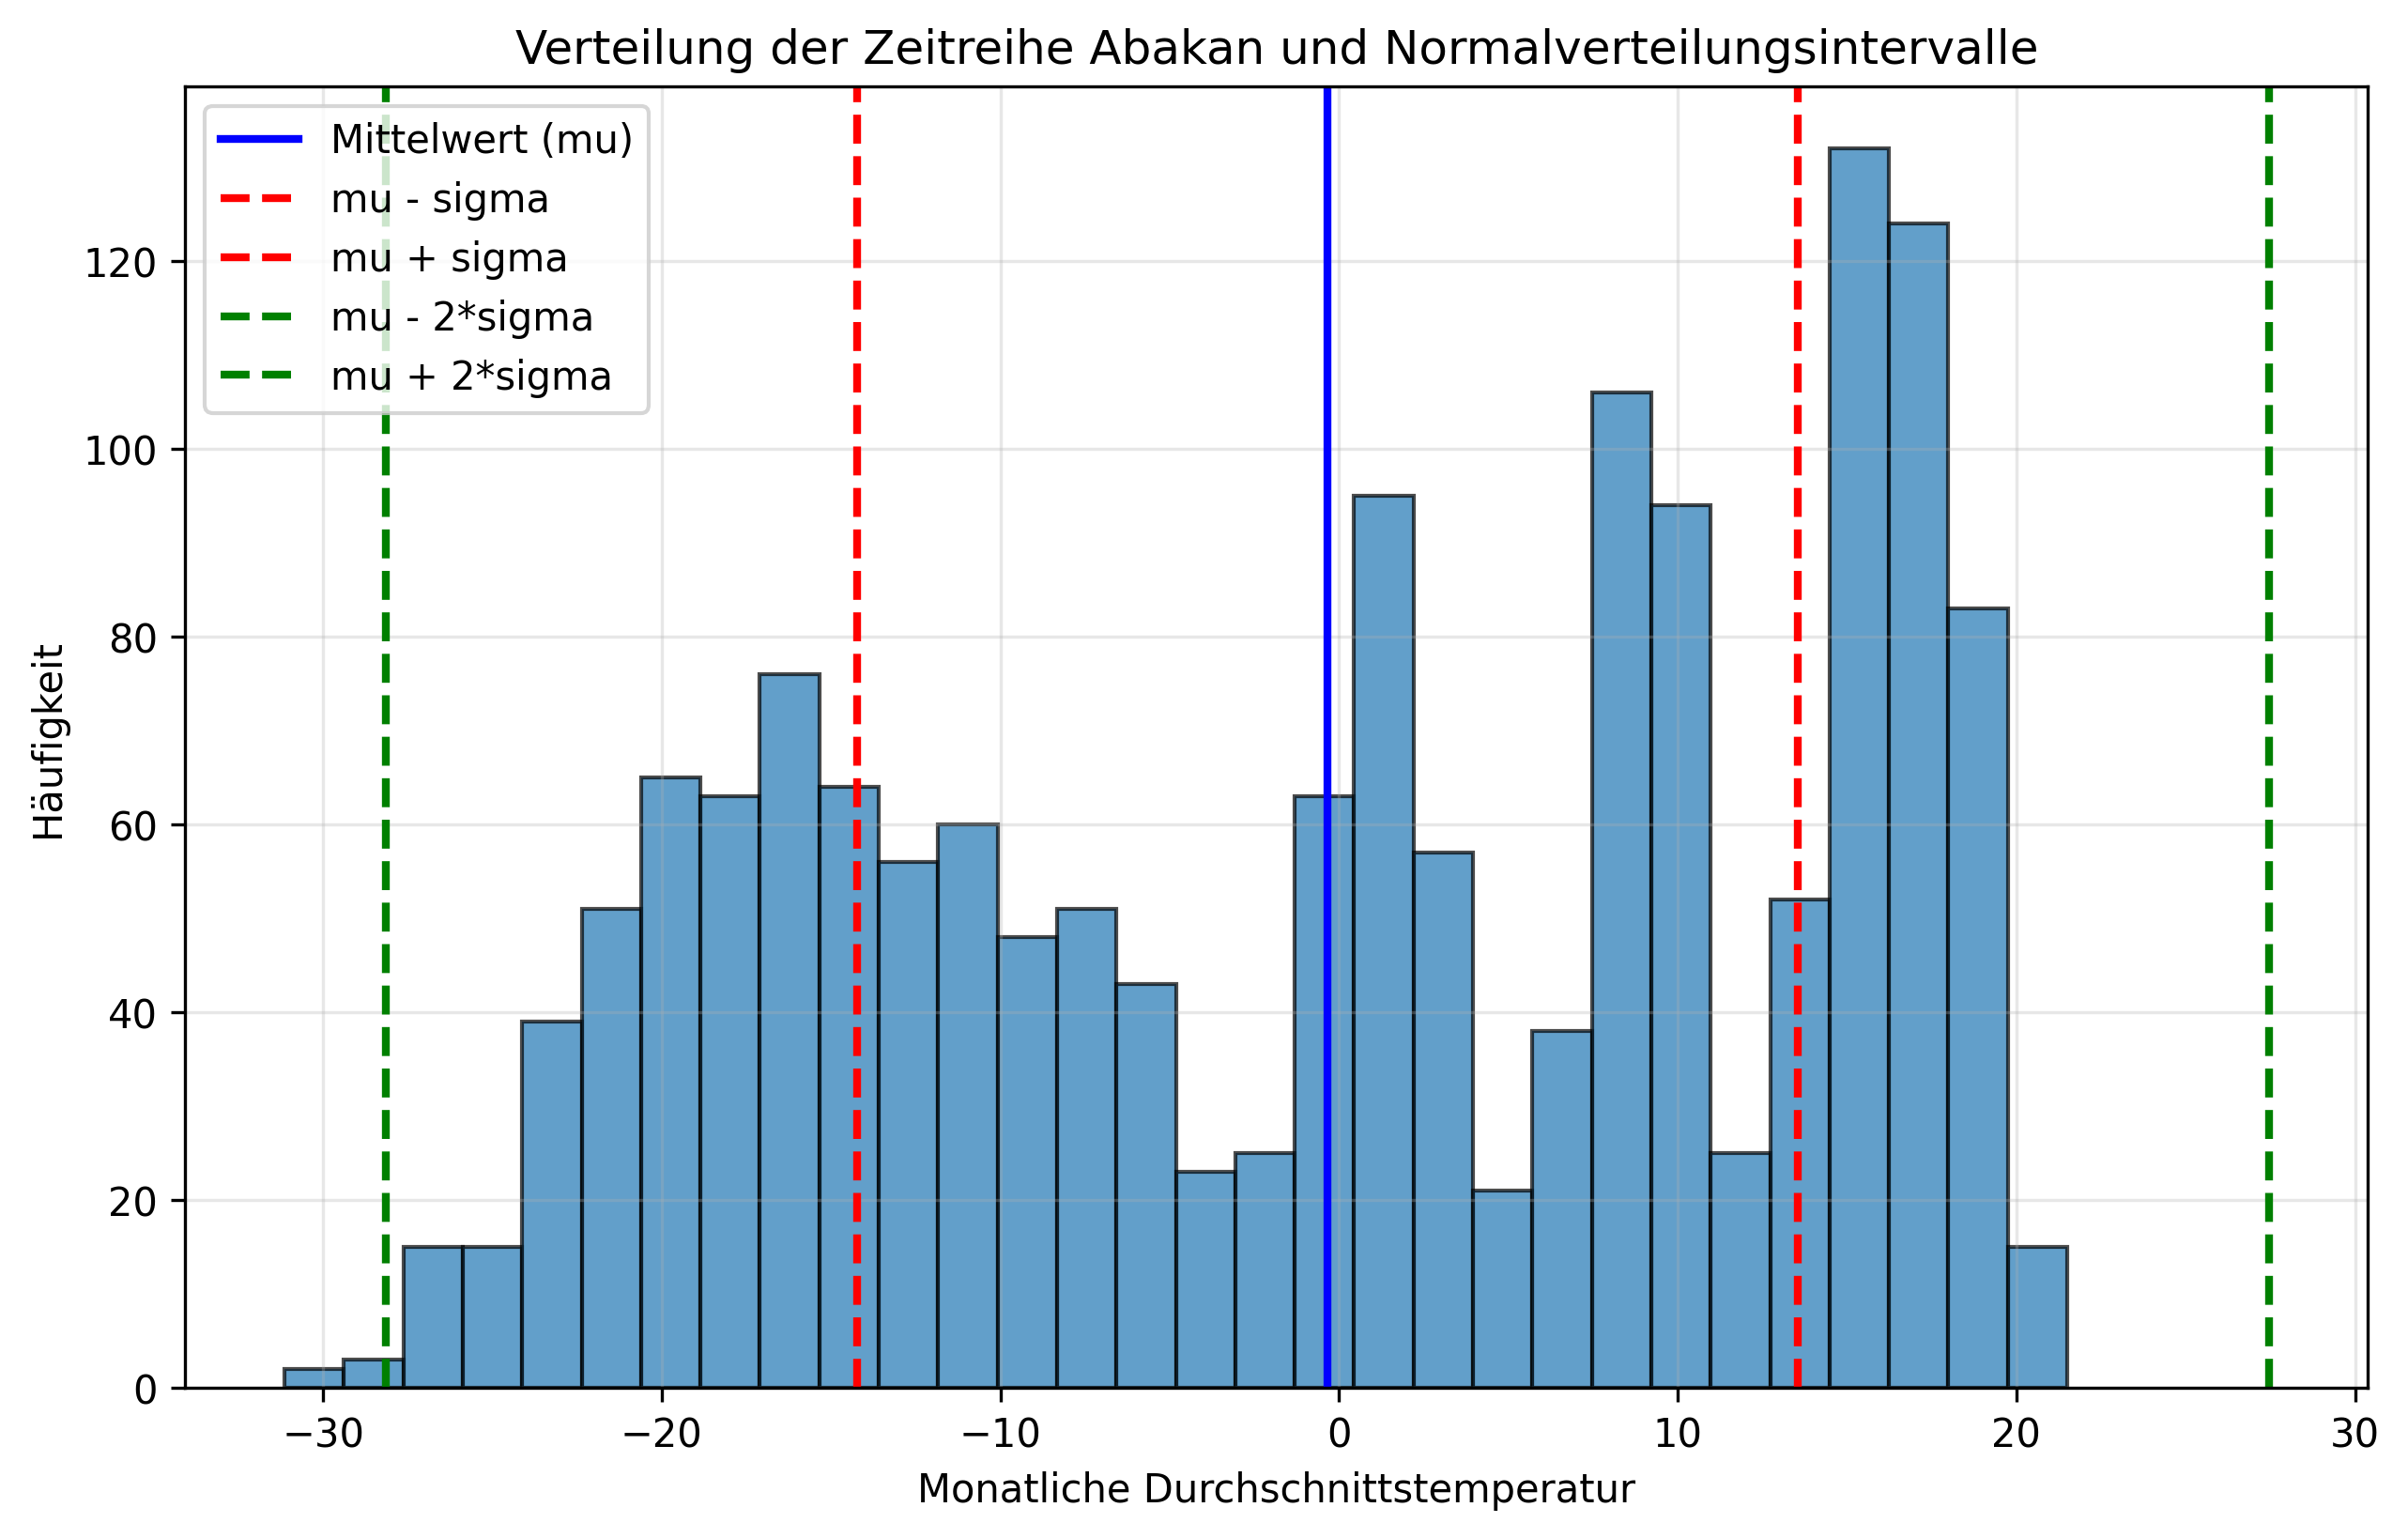 Verteilung der Zeitreihe Abakan und Normalverteilungsintervalle
Mittelwert (mu)
mu - sigma
mu + sigma
mu - 2*sigma
mu + 2*sigma
120
100
80
60
40
20
0
Häufigkeit
−30
−20
−10
0
10
20
30
Monatliche Durchschnittstemperatur